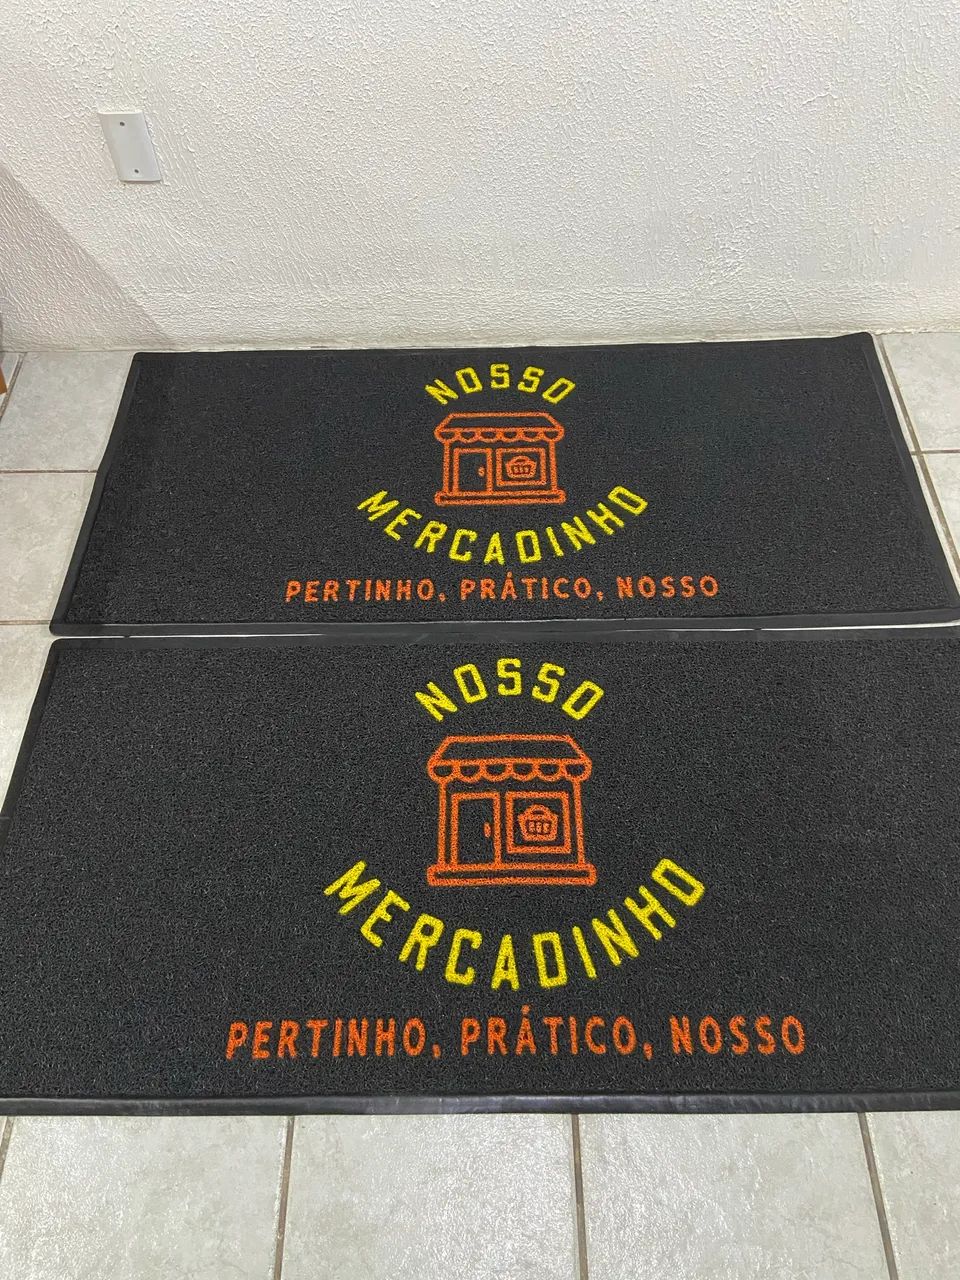 NOSSO
MERCADINHO
PERTINHO, PRÁTICO, NOSSO
NOSSO
MERCADINHO
PERTINHO, PRÁTICO, NOSSO